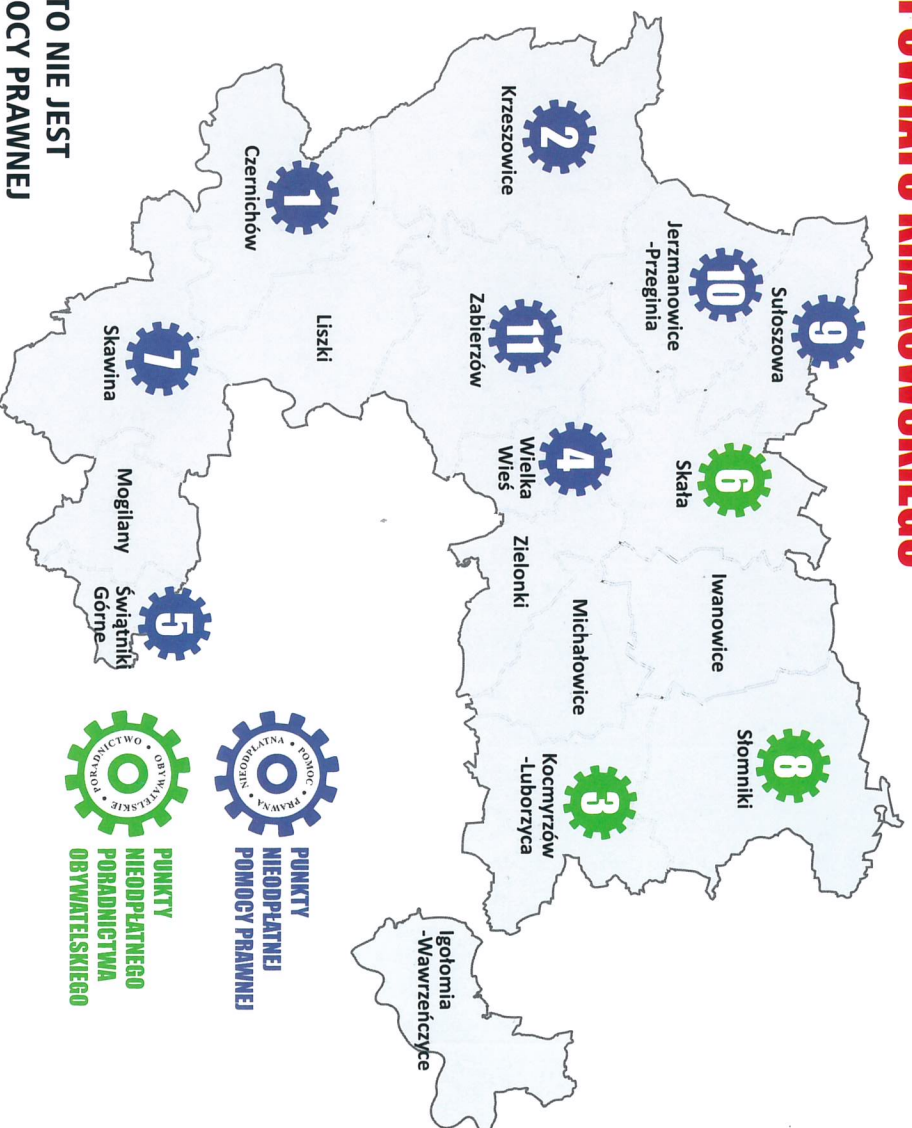 POWIATU KRAKOWSKIEGO
9
Sułoszowa
8
Słomniki
10
Jerzmanowice
-Przeginia
6
Skała
Iwanowice
2
Krzeszowice
11
Zabierzów
4
Wielka
Wieś
Zielonki
Michałowice
3
Kocmyrzów
-Luborzyca
Igołomia
-Wawrzeńczyce
1
Czernichów
Liszki
7
Skawina
Mogilany
5
Świątniki
Górne
NIEODPŁATNA • POMOC • PRAWNA •
PUNKTY
NIEODPŁATNEJ
POMOCY PRAWNEJ
PORADNICTWO • OBYWATELSKIE •
PUNKTY
NIEODPŁATNEGO
PORADNICTWA
OBYWATELSKIEGO
TO NIE JEST
OCY PRAWNEJ